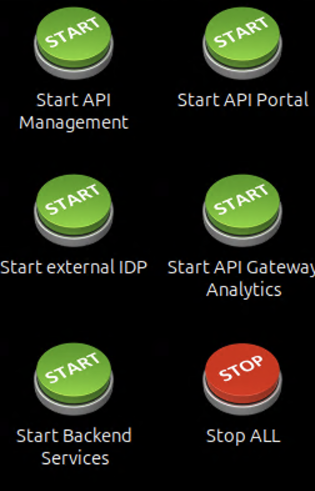 START
START
Start API
Management
Start API Portal
START
START
Start external IDP
Start API Gateway
Analytics
START
STOP
Start Backend
Services
Stop ALL